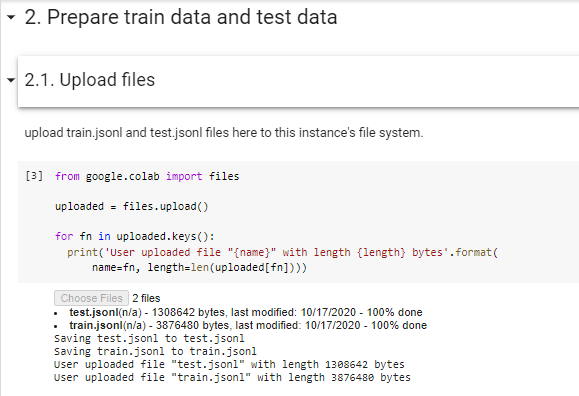 2. Prepare train data and test data
2.1. Upload files
upload train.jsonl and test.jsonl files here to this instance's file system.
[3] from google.colab import files
uploaded = files.upload()
for fn in uploaded.keys():
print('User uploaded file "{name}" with length {length} bytes'.format(
name=fn, length=len(uploaded[fn])))
Choose Files 2 files
• test.jsonl(n/a) - 1308642 bytes, last modified: 10/17/2020 - 100% done
• train.jsonl(n/a) - 3876480 bytes, last modified: 10/17/2020 - 100% done
Saving test.jsonl to test.jsonl
Saving train.jsonl to train.jsonl
User uploaded file "test.jsonl" with length 1308642 bytes
User uploaded file "train.jsonl" with length 3876480 bytes